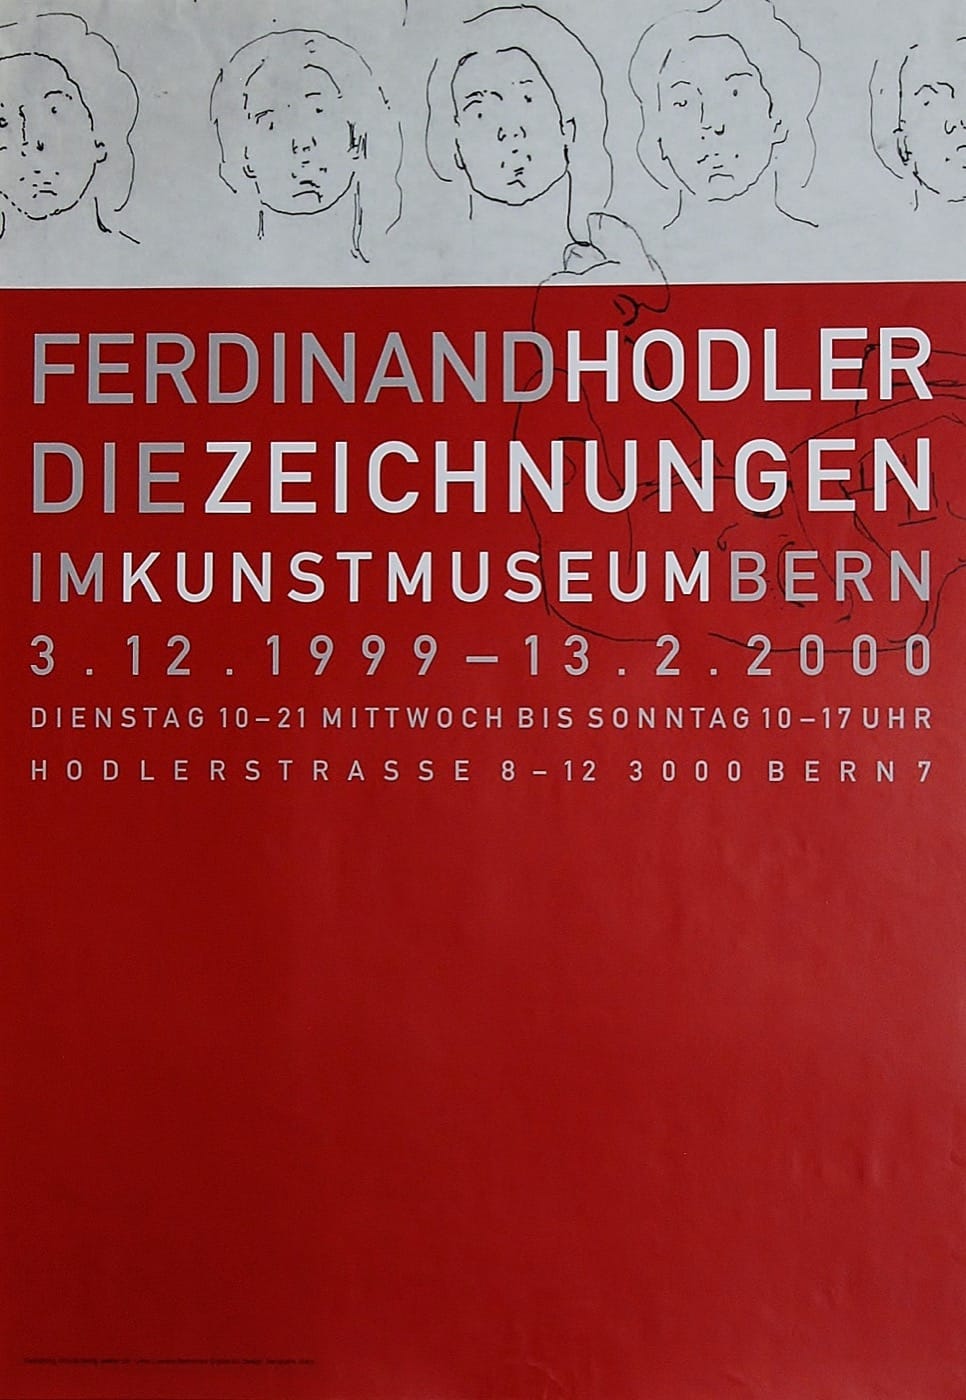 FERDINANDHODLER
DIEZEICHNUNGEN
IMKUNSTMUSEUMBERN
3.12.1999–13.2.2000
DIENSTAG 10–21 MITTWOCH BIS SONNTAG 10–17 UHR
HODLERSTRASSE 8–12 3000 BERN 7